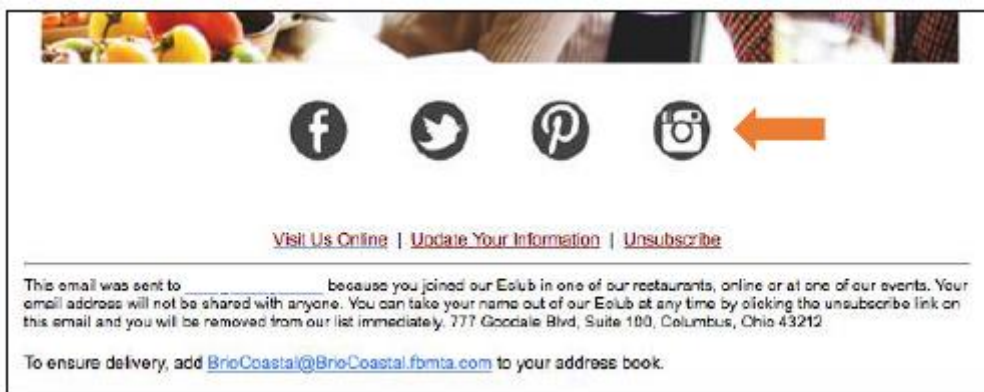 Visit Us Online | Update Your Information | Unsubscribe
This email was sent to because you joined our Eclub in one of our restaurants, online or at one of our events. Your
email address will not be shared with anyone. You can take your name out of our Eclub at any time by clicking the unsubscribe link on
this email and you will be removed from our list immediately. 777 Goodale Blvd, Suite 100, Columbus, Ohio 43212
To ensure delivery, add BrioCoastal@BrioCoastal.fbmta.com to your address book.